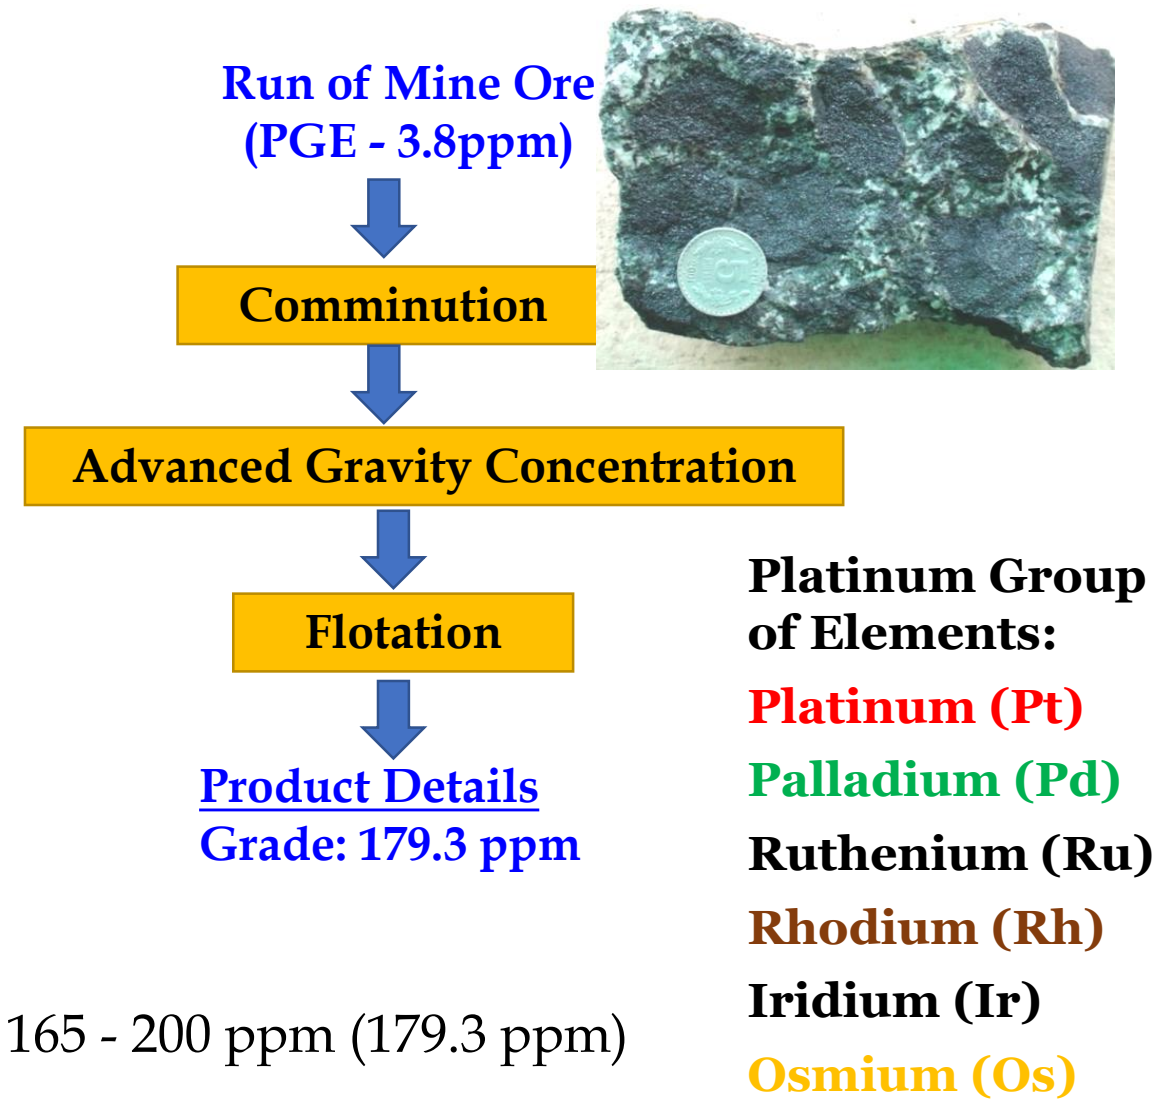 Run of Mine Ore
(PGE - 3.8ppm)
Comminution
Advanced Gravity Concentration
Flotation
Product Details
Grade: 179.3 ppm
165 - 200 ppm (179.3 ppm)
Platinum Group
of Elements:
Platinum (Pt)
Palladium (Pd)
Ruthenium (Ru)
Rhodium (Rh)
Iridium (Ir)
Osmium (Os)
5